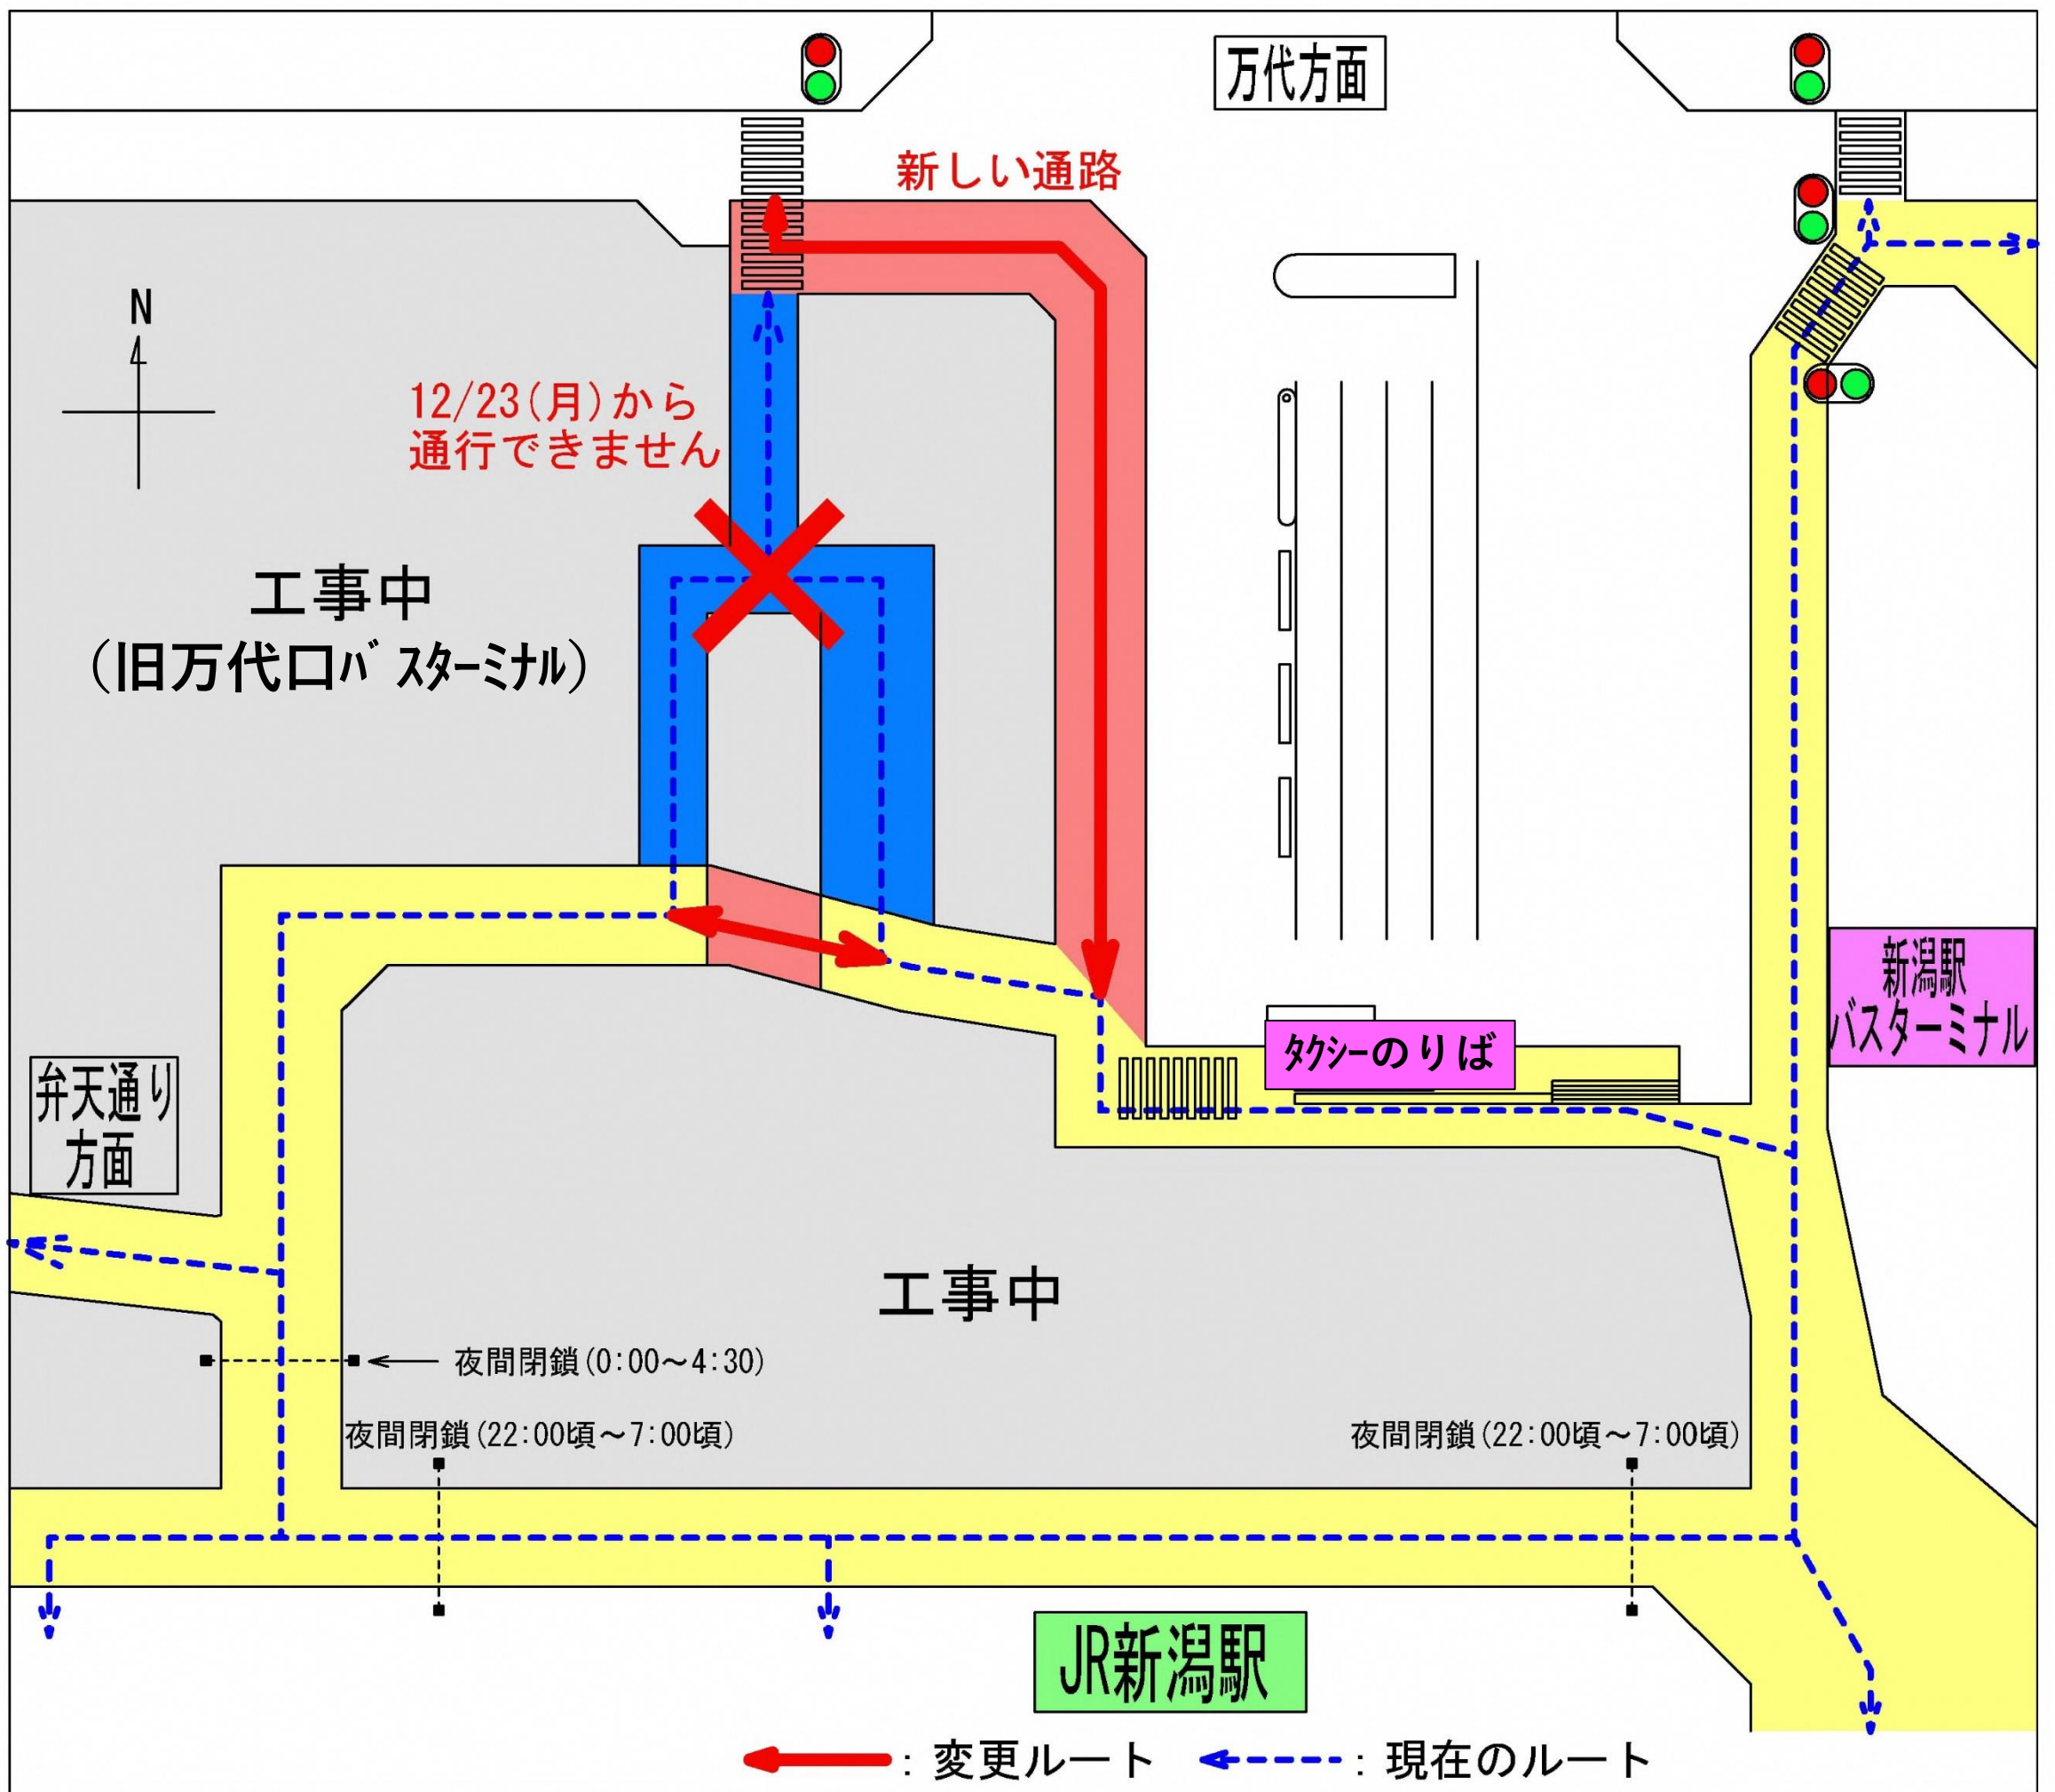 万代方面
新しい通路
N
12/23(月)から
通行できません
工事中
(旧万代口ﾊﾞｽﾀｰﾐﾅﾙ)
新潟駅
バスターミナル
ﾀｸｼｰのりば
弁天通り
方面
工事中
夜間閉鎖(0:00～4:30)
夜間閉鎖(22:00頃～7:00頃)
夜間閉鎖(22:00頃～7:00頃)
JR新潟駅
:変更ルート
:現在のルート